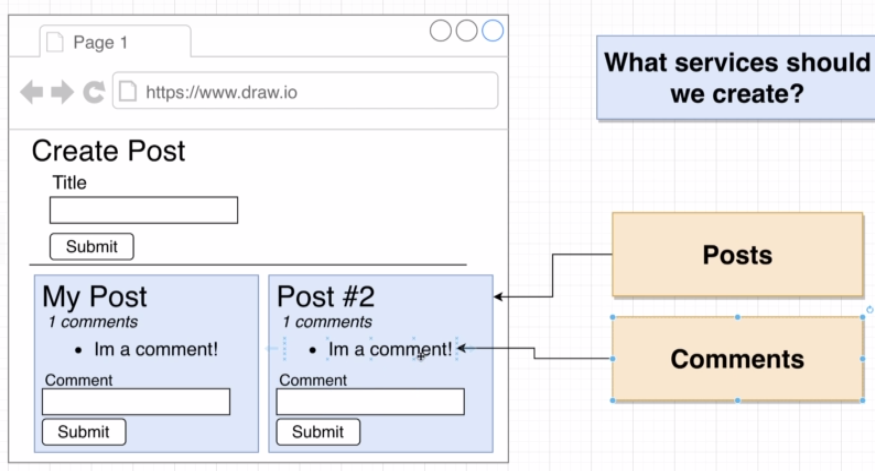 Page 1
https://www.draw.io
What services should
we create?
Create Post
Title
Submit
My Post
1 comments
• Im a comment!
Comment
Submit
Post #2
1 comments
• Im a comment!
Comment
Submit
Posts
Comments